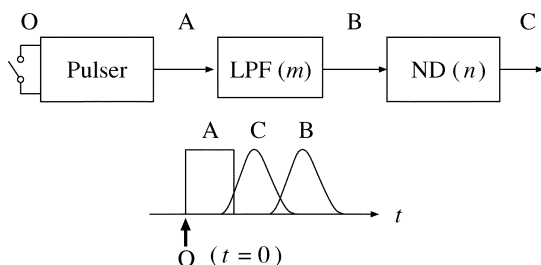 O A B C
Pulser LPF (m) ND (n)
A C B
t
O (t = 0)